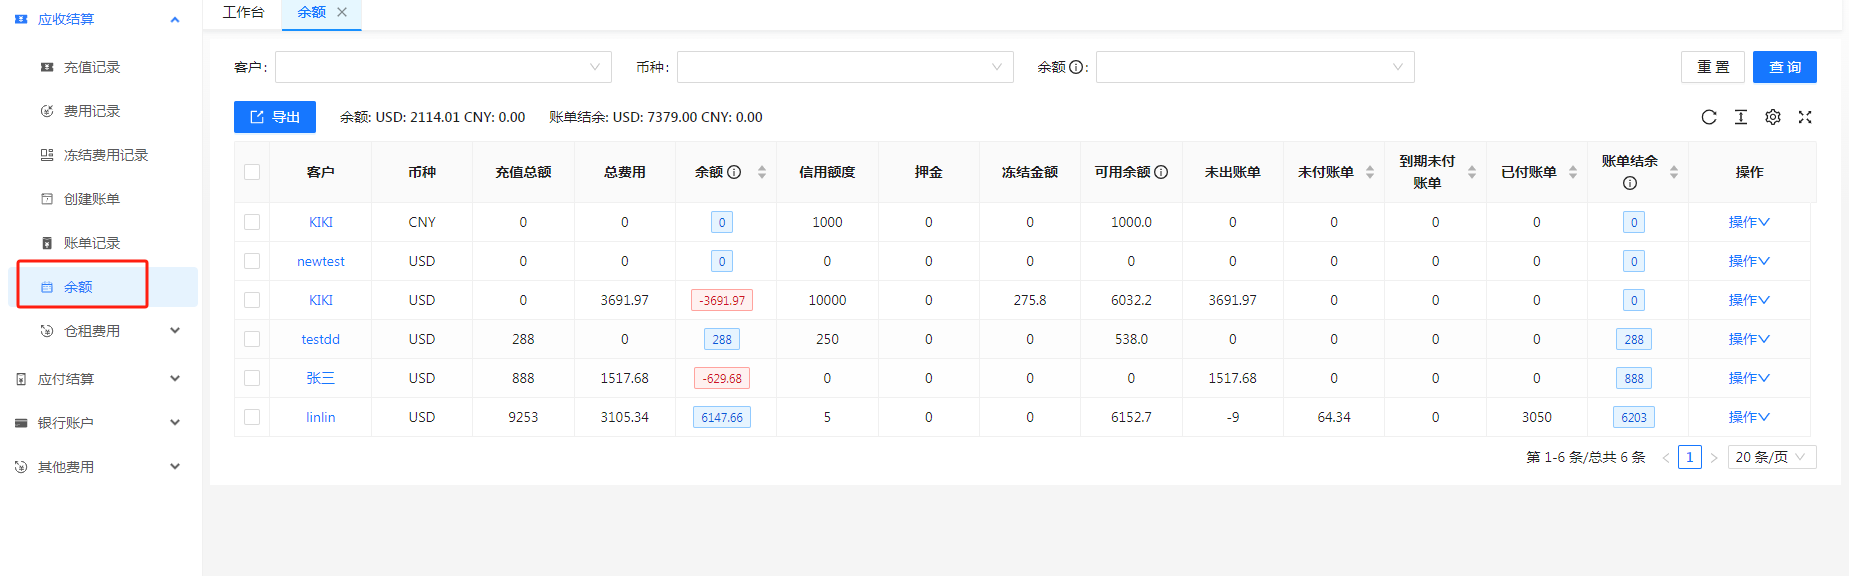 应收结算
充值记录
费用记录
冻结费用记录
创建账单
账单记录
余额
仓租费用
应付结算
银行账户
其他费用
工作台 余额
客户: 币种: 余额 : 重 置 查 询
导出 余额: USD: 2114.01 CNY: 0.00 账单结余: USD: 7379.00 CNY: 0.00
客户 币种 充值总额 总费用 余额 信用额度 押金 冻结金额 可用余额 未出账单 未付账单 到期未付账单 已付账单 账单结余 操作
KIKI CNY 0 0 0 1000 0 0 1000.0 0 0 0 0 0 操作
newtest USD 0 0 0 0 0 0 0 0 0 0 0 0 操作
KIKI USD 0 3691.97 -3691.97 10000 0 275.8 6032.2 3691.97 0 0 0 0 操作
testdd USD 288 0 288 250 0 0 538.0 0 0 0 0 288 操作
张三 USD 888 1517.68 -629.68 0 0 0 0 1517.68 0 0 0 888 操作
linlin USD 9253 3105.34 6147.66 5 0 0 6152.7 -9 64.34 0 3050 6203 操作
第 1-6 条/总共 6 条 < 1 > 20 条/页